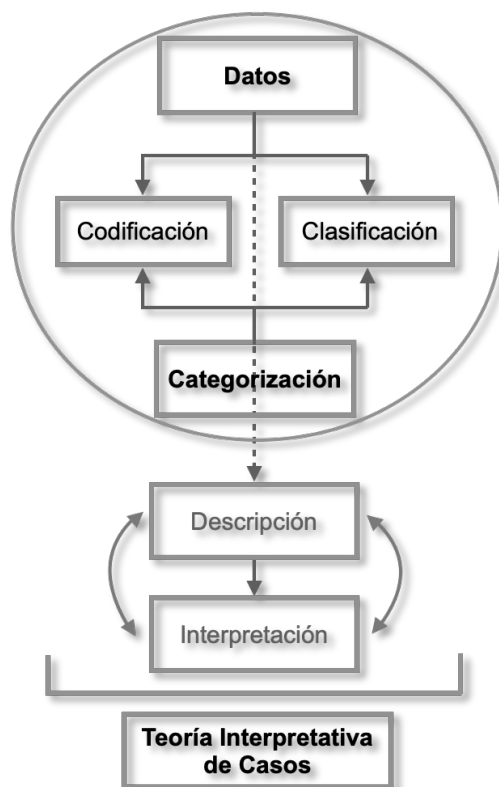 Datos
Codificación
Clasificación
Categorización
Descripción
Interpretación
Teoría Interpretativa
de Casos